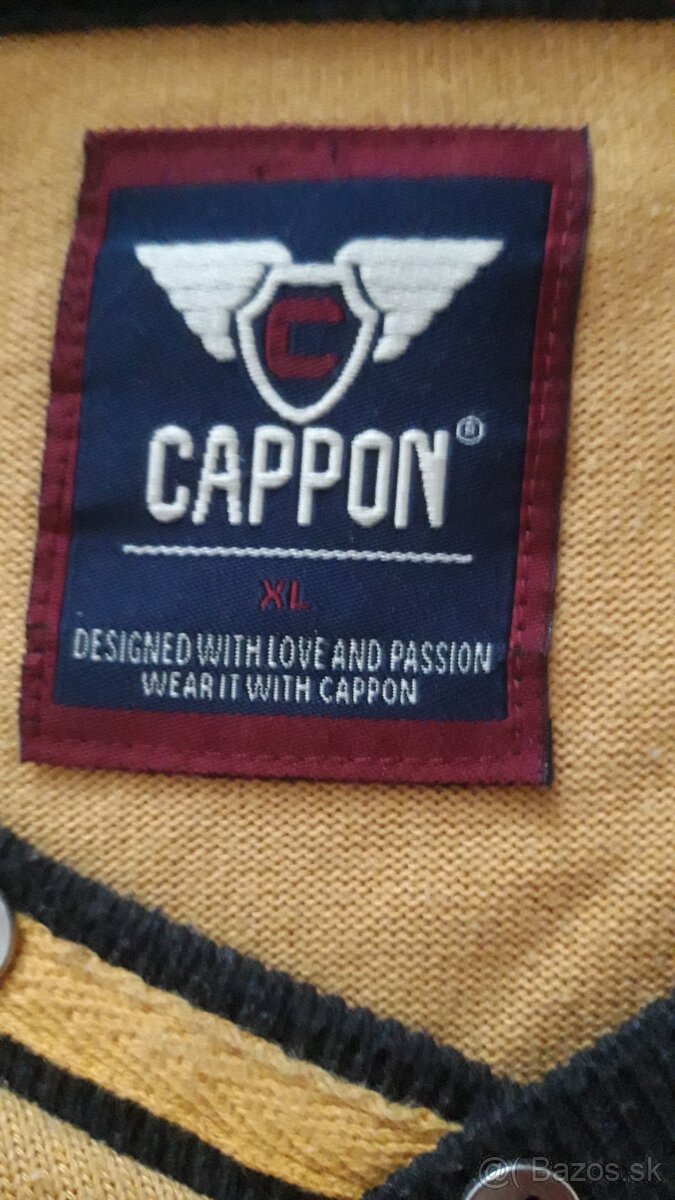 C
CAPPON®
XL
DESIGNED WITH LOVE AND PASSION
WEAR IT WITH CAPPON
Bazos.sk